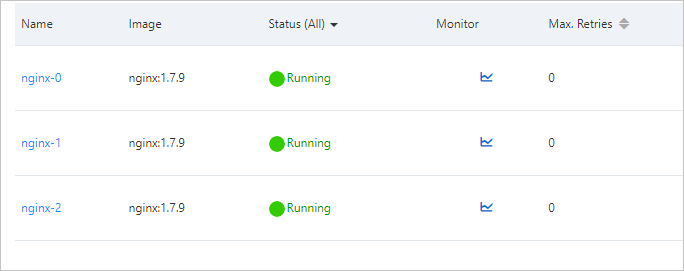 Name Image Status (All) Monitor Max. Retries
nginx-0 nginx:1.7.9 Running 0
nginx-1 nginx:1.7.9 Running 0
nginx-2 nginx:1.7.9 Running 0